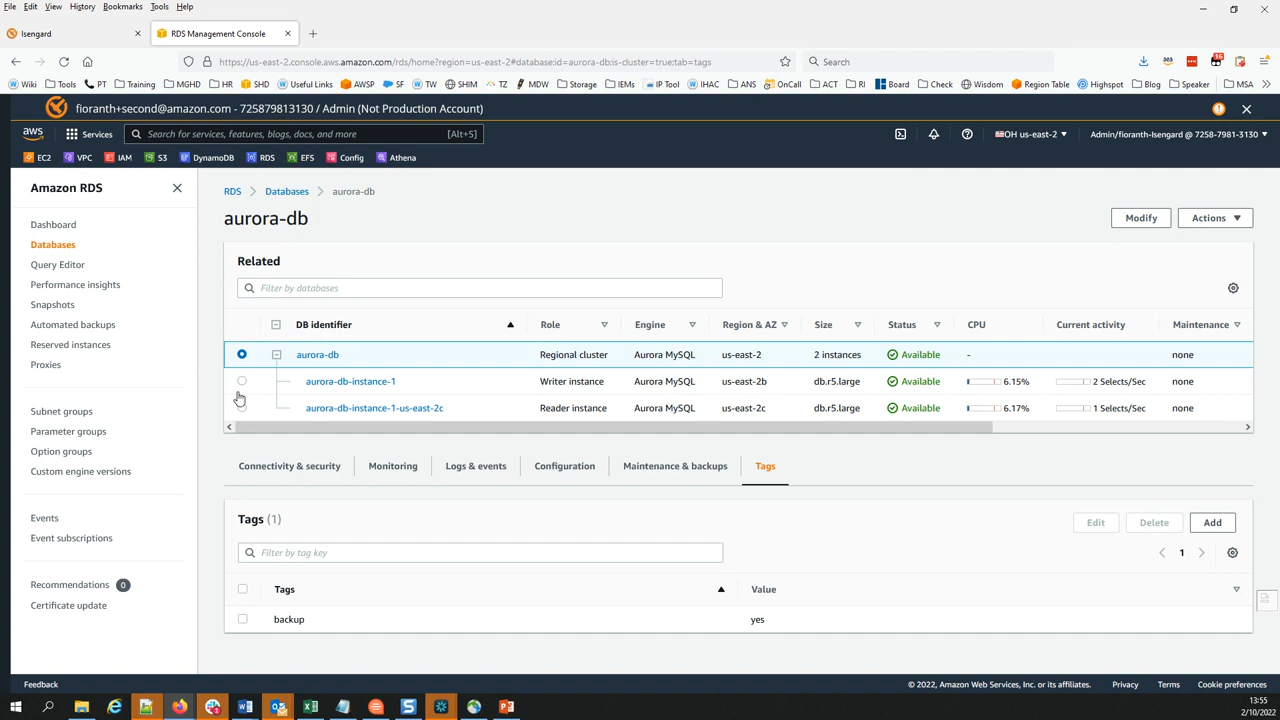 File Edit View History Bookmarks Tools Help
Isengard
RDS Management Console
https://us-east-2.console.aws.amazon.com/rds/home?region=us-east-2#database:id=aurora-db;is-cluster=true;tab=tags
Search
16
Wiki Tools PT Training MGHD HR SHD Useful Links AWSP SF TW SHIM TZ MDW Storage IEMs IP Tool IHAC ANS OnCall ACT RI Board Check Wisdom Region Table Highspot Blog Speaker MSA
fioranth+second@amazon.com - 725879813130 / Admin (Not Production Account)
aws Services Search for services, features, blogs, docs, and more [Alt+S] OH us-east-2 Admin/fioranth-Isengard @ 7258-7981-3130
EC2 VPC IAM S3 DynamoDB RDS EFS Config Athena
Amazon RDS
Dashboard
Databases
Query Editor
Performance insights
Snapshots
Automated backups
Reserved instances
Proxies
Subnet groups
Parameter groups
Option groups
Custom engine versions
Events
Event subscriptions
Recommendations 0
Certificate update
RDS Databases aurora-db
aurora-db
Modify Actions
Related
Filter by databases
DB identifier Role Engine Region & AZ Size Status CPU Current activity Maintenance
aurora-db Regional cluster Aurora MySQL us-east-2 2 instances Available - none
aurora-db-instance-1 Writer instance Aurora MySQL us-east-2b db.r5.large Available 6.15% 2 Selects/Sec none
aurora-db-instance-1-us-east-2c Reader instance Aurora MySQL us-east-2c db.r5.large Available 6.17% 1 Selects/Sec none
Connectivity & security Monitoring Logs & events Configuration Maintenance & backups Tags
Tags (1)
Edit Delete Add
Filter by tag key
1
Tags Value
backup yes
Feedback
© 2022, Amazon Web Services, Inc. or its affiliates. Privacy Terms Cookie preferences
13:55
2/10/2022